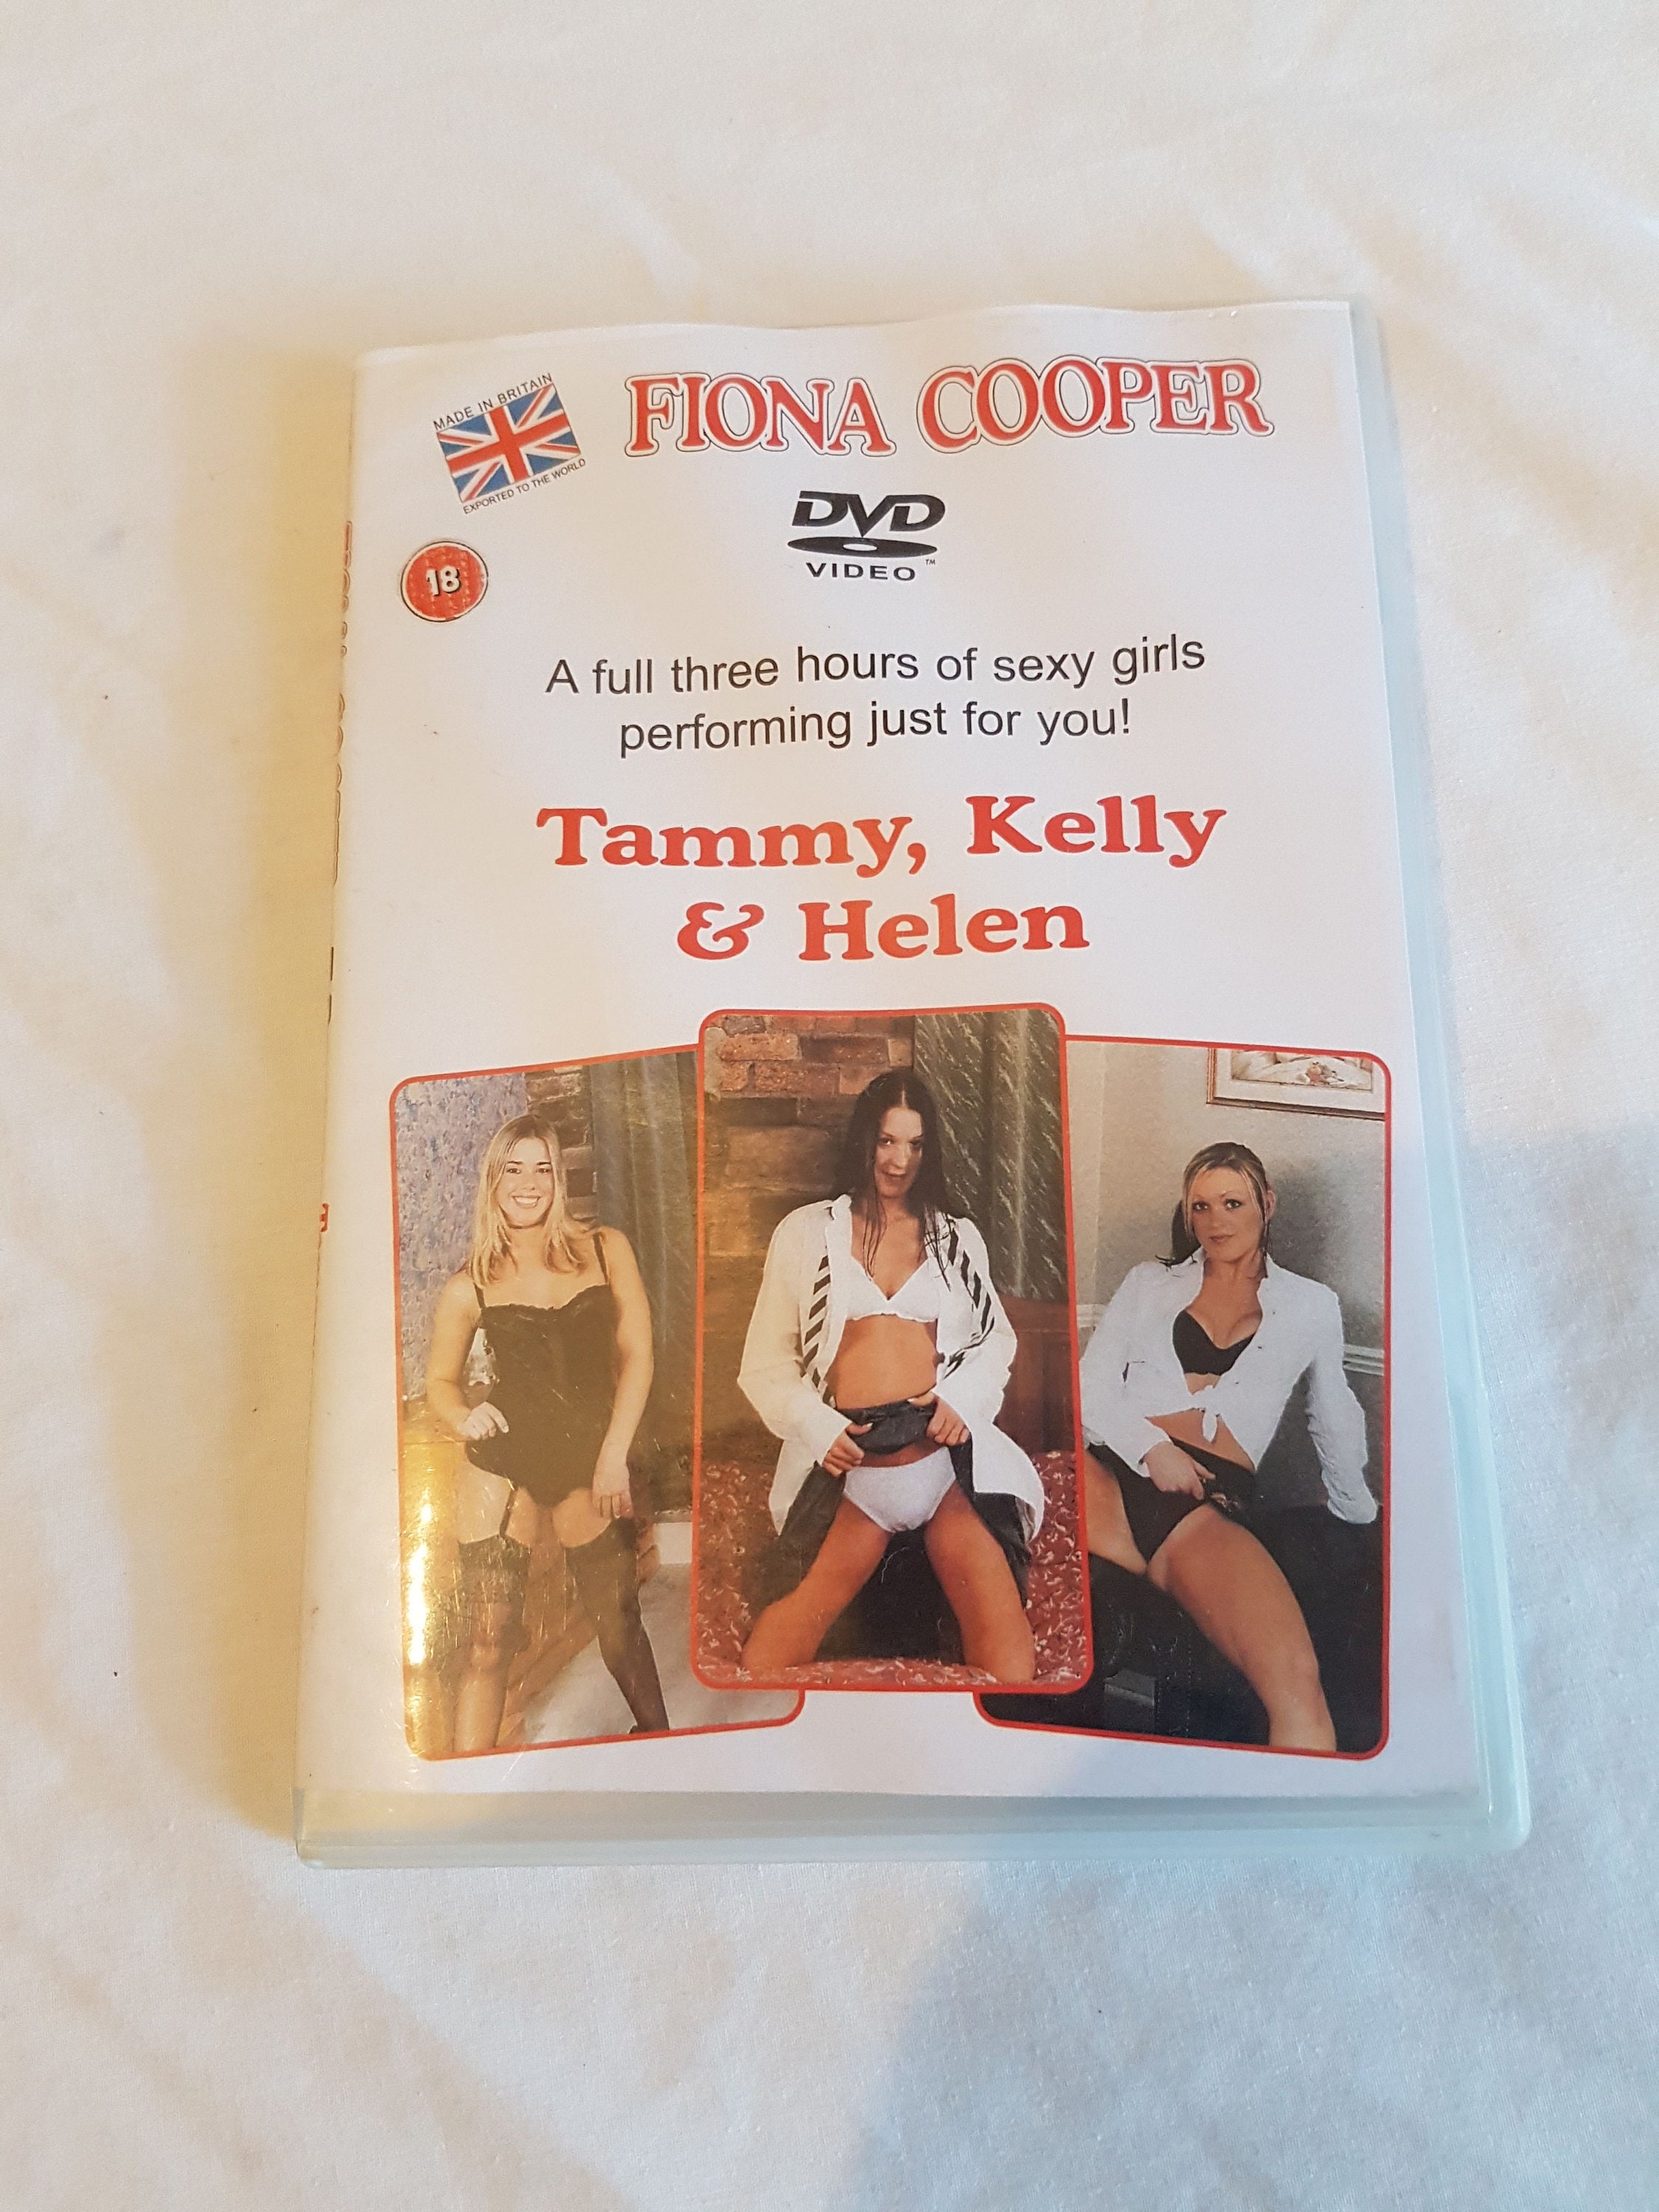 MADE IN BRITAIN
EXPORTED TO THE WORLD
FIONA COOPER
DVD
VIDEO™
18
A full three hours of sexy girls
performing just for you!
Tammy, Kelly
& Helen